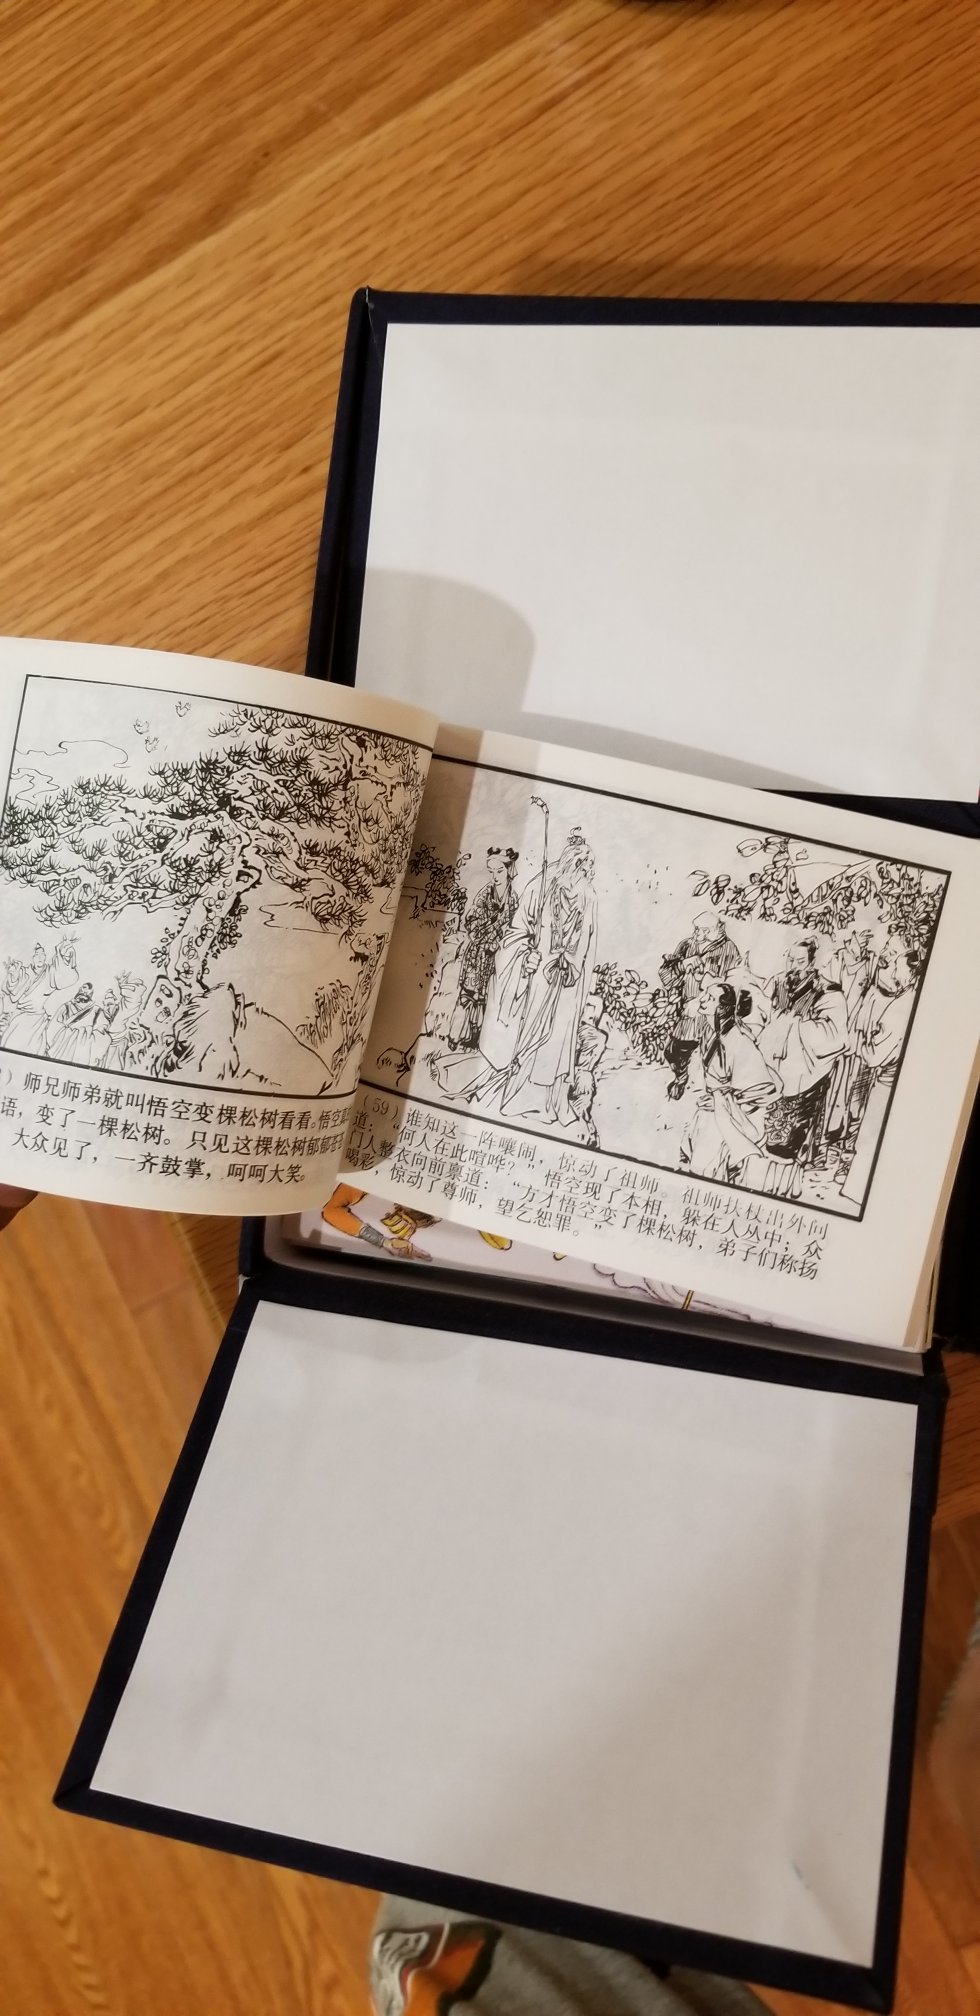 ）师兄师弟就叫悟空变棵松树看看。悟空
语，变了一棵松树。只见这棵松树郁郁
大众见了，一齐鼓掌，呵呵大笑。
（59）谁知这一阵嚷闹，惊动了祖师。祖师扶杖出外问
道：“何人在此喧哗？”悟空现了本相，躲在人丛中；众
门人整衣向前禀道：“方才悟空变了棵松树，弟子们称扬
喝彩，惊动了尊师，望乞恕罪。”